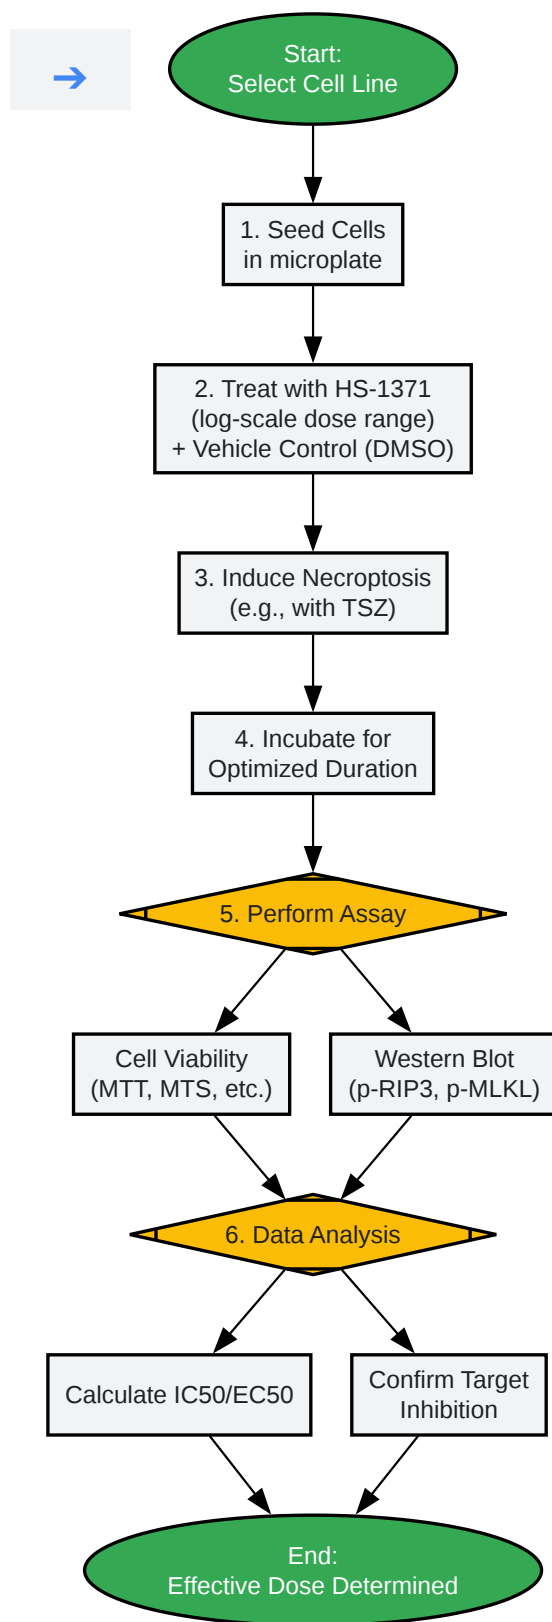 Start:
Select Cell Line
1. Seed Cells
in microplate
2. Treat with HS-1371
(log-scale dose range)
+ Vehicle Control (DMSO)
3. Induce Necroptosis
(e.g., with TSZ)
4. Incubate for
Optimized Duration
5. Perform Assay
Cell Viability
(MTT, MTS, etc.)
Western Blot
(p-RIP3, p-MLKL)
6. Data Analysis
Calculate IC50/EC50
Confirm Target
Inhibition
End:
Effective Dose Determined